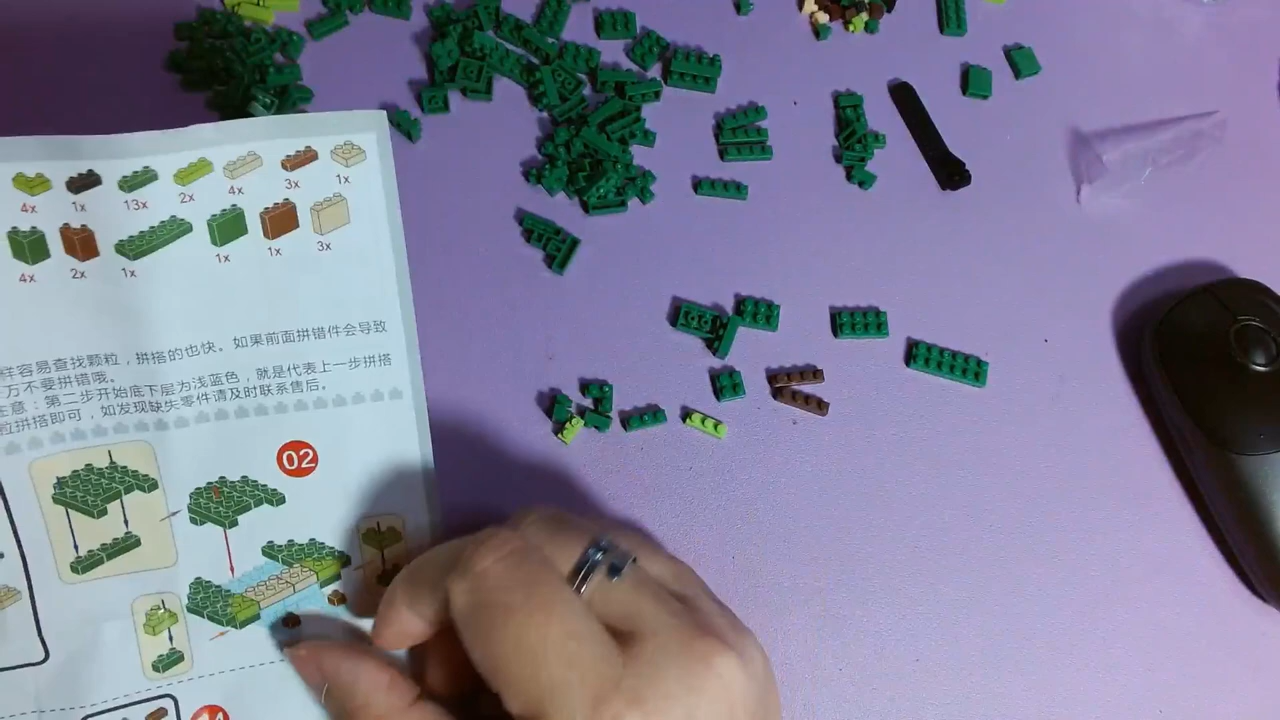 4x 1x 13x 2x 4x 3x 1x
4x 2x 1x 1x 1x 3x
样容易查找颗粒，拼搭的也快。如果前面拼错件会导致
万不要拼错哦。
注意：第二步开始底下层为浅蓝色，就是代表上一步拼搭
粒拼搭即可，如发现缺失零件请及时联系售后。
02